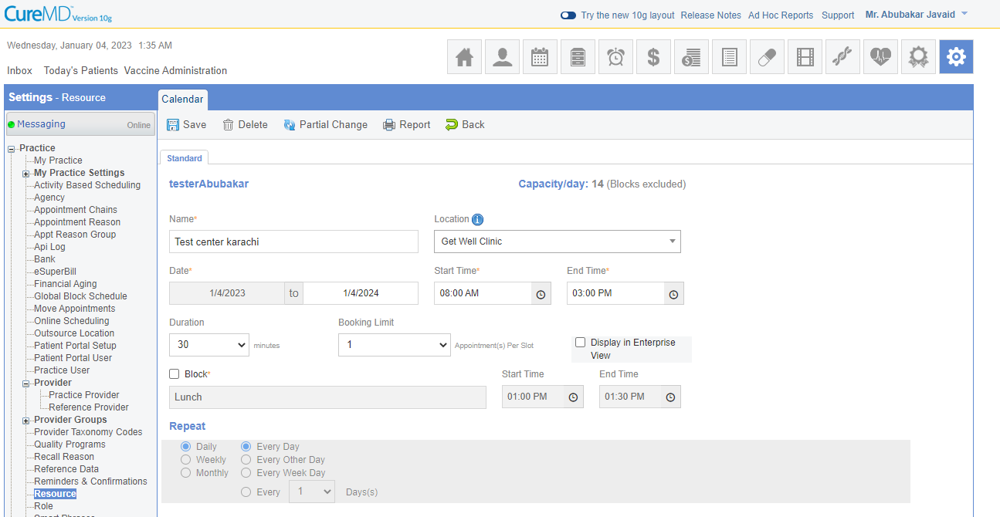 CureMD Version 10g
Try the new 10g layout Release Notes Ad Hoc Reports Support Mr. Abubakar Javaid
Wednesday, January 04, 2023 1:35 AM
Inbox Today's Patients Vaccine Administration
Settings - Resource
Calendar
Messaging Online
Save Delete Partial Change Report Back
Practice
My Practice
My Practice Settings
Activity Based Scheduling
Agency
Appointment Chains
Appointment Reason
Appt Reason Group
Api Log
Bank
eSuperBill
Financial Aging
Global Block Schedule
Move Appointments
Online Scheduling
Outsource Location
Patient Portal Setup
Patient Portal User
Practice User
Provider
Practice Provider
Reference Provider
Provider Groups
Provider Taxonomy Codes
Quality Programs
Recall Reason
Reference Data
Reminders & Confirmations
Resource
Role
Standard
testerAbubakar Capacity/day: 14 (Blocks excluded)
Name* Location
Test center karachi Get Well Clinic
Date* Start Time* End Time*
1/4/2023 to 1/4/2024 08:00 AM 03:00 PM
Duration Booking Limit
30 minutes 1 Appointment(s) Per Slot Display in Enterprise
View
Block* Start Time End Time
Lunch 01:00 PM 01:30 PM
Repeat
Daily Every Day
Weekly Every Other Day
Monthly Every Week Day
Every 1 Days(s)